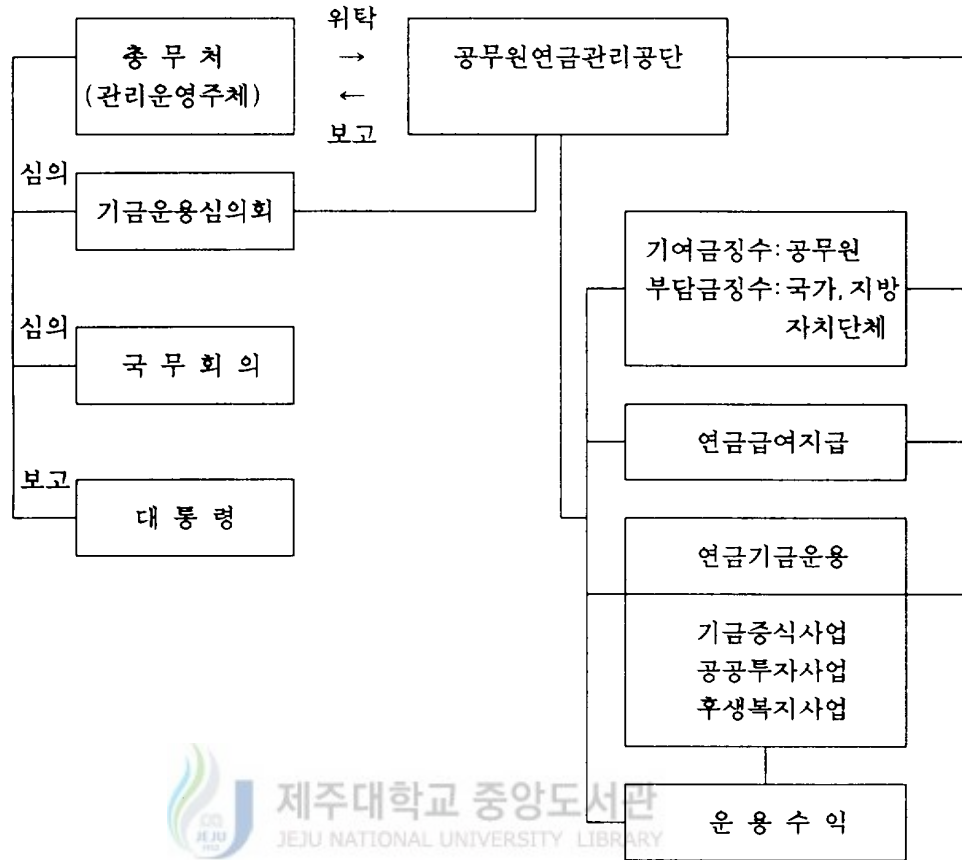 위탁
총 무 처
(관리운영주체)
→
←
보고
공무원연금관리공단
심의
기금운용심의회
심의
국 무 회 의
보고
대 통 령
기여금징수: 공무원
부담금징수: 국가, 지방
자치단체
연금급여지급
연금기금운용
기금증식사업
공공투자사업
후생복지사업
운 용 수 익
제주대학교 중앙도서관
JEJU NATIONAL UNIVERSITY LIBRARY
JEJU
1952